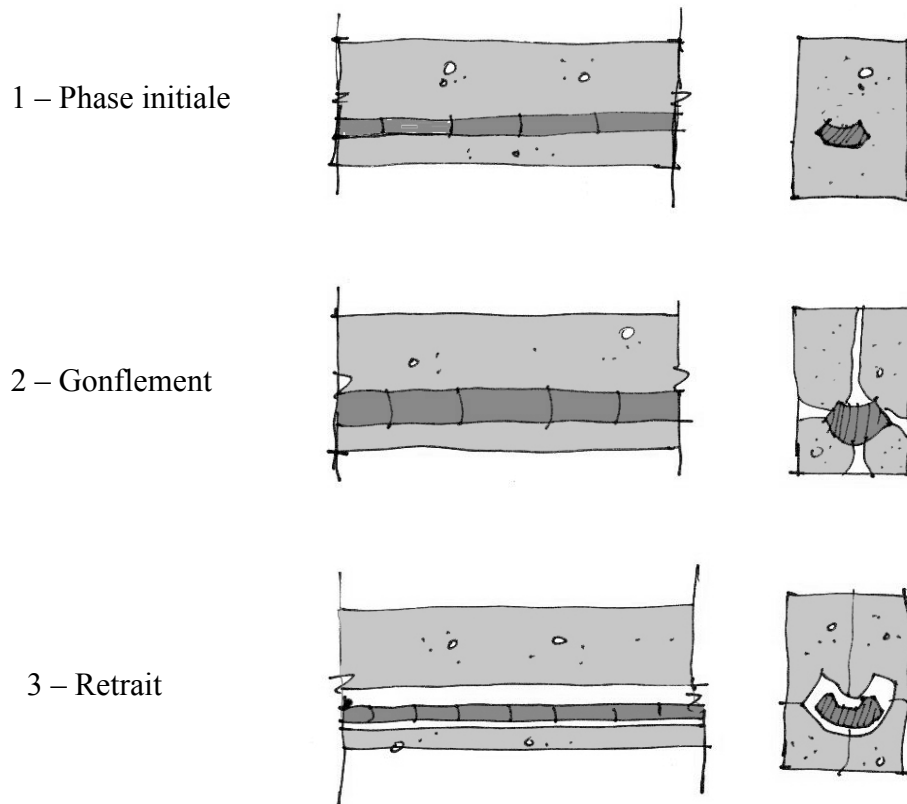 1 – Phase initiale
2 – Gonflement
3 – Retrait